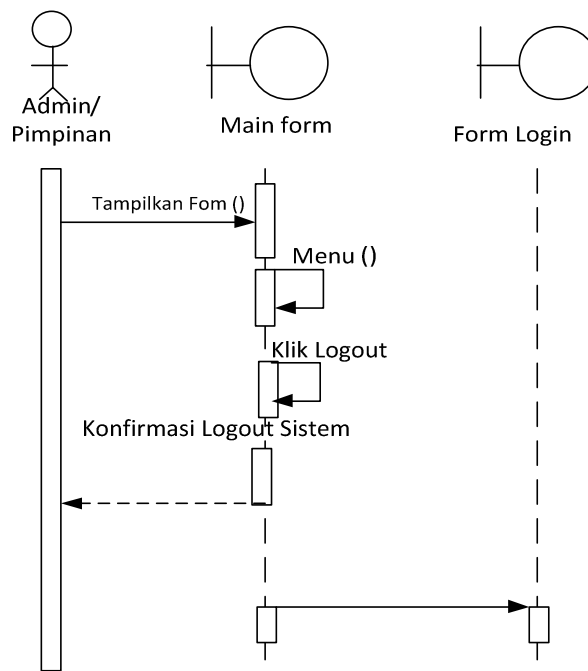 Admin/
Pimpinan
Main form
Form Login
Tampilkan Fom ()
Menu ()
Klik Logout
Konfirmasi Logout Sistem